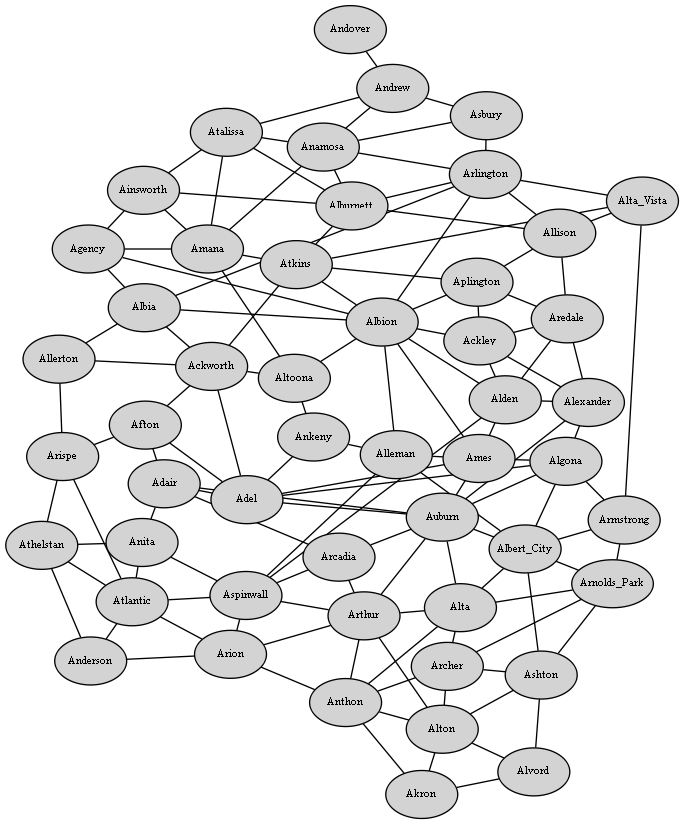 Andover
Andrew
Asbury
Atalissa
Anamosa
Arlington
Ainsworth
Alburnett
Alta_Vista
Agency
Amana
Allison
Atkins
Aplington
Albia
Albion
Aredale
Ackley
Allerton
Ackworth
Altoona
Alden
Alexander
Afton
Ankeny
Arispe
Alleman
Ames
Algona
Adair
Adel
Auburn
Armstrong
Athelstan
Anita
Arcadia
Albert_City
Arnolds_Park
Atlantic
Aspinwall
Arthur
Alta
Anderson
Arion
Archer
Ashton
Anthon
Alton
Alvord
Akron